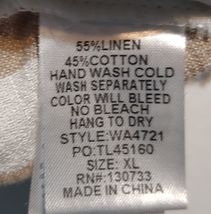 55%LINEN
45%COTTON
HAND WASH COLD
WASH SEPARATELY
COLOR WILL BLEED
NO BLEACH
HANG TO DRY
STYLE:WA4721
PO:TL45160
SIZE: XL
RN#:130733
MADE IN CHINA